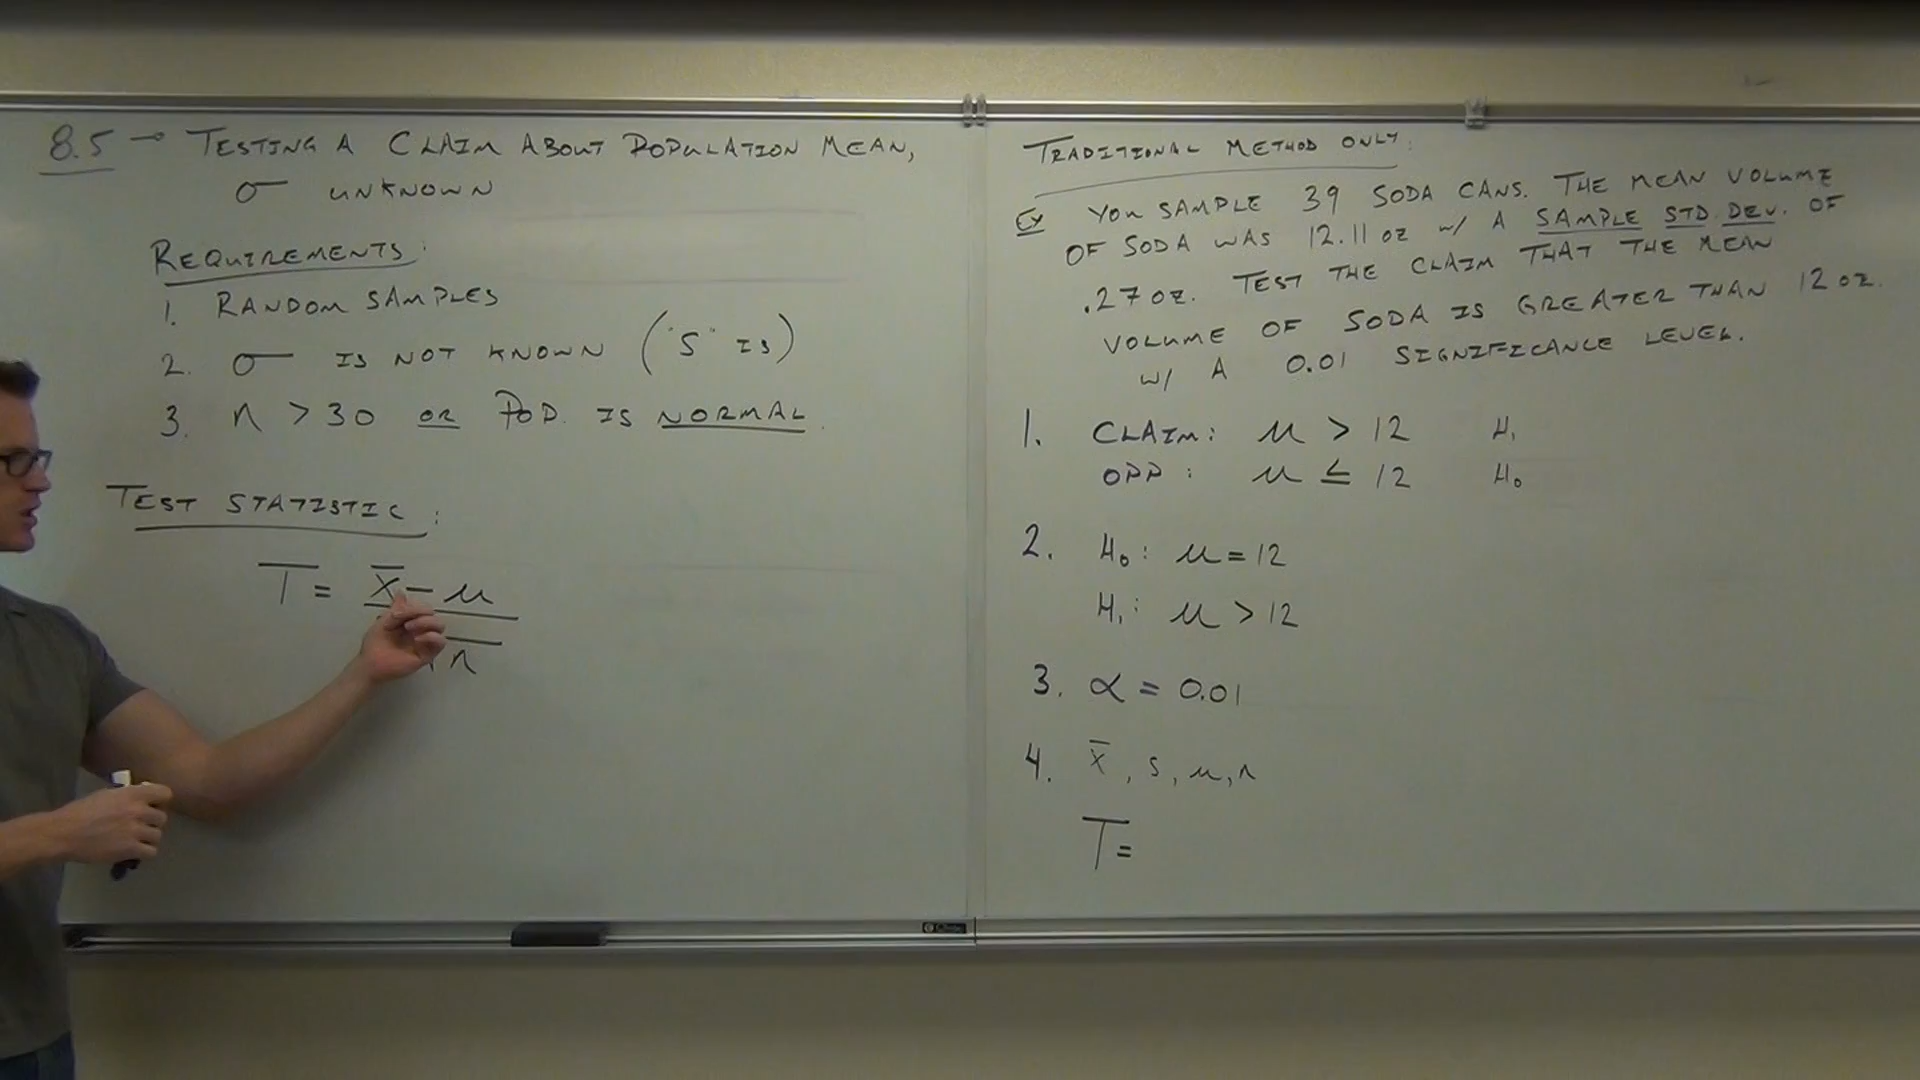 8.5 → TESTING A CLAIM ABOUT POPULATION MEAN,
σ UNKNOWN
REQUIREMENTS:
1. RANDOM SAMPLES
2. σ IS NOT KNOWN ("S" IS)
3. n > 30 OR POP. IS NORMAL.
TEST STATISTIC:
T = x̄ - μ
n
TRADITIONAL METHOD ONLY:
EX YOU SAMPLE 39 SODA CANS. THE MEAN VOLUME
OF SODA WAS 12.11 OZ W/ A SAMPLE STD. DEV. OF
.27 OZ. TEST THE CLAIM THAT THE MEAN
VOLUME OF SODA IS GREATER THAN 12 OZ.
W/ A 0.01 SIGNIFICANCE LEVEL.
1. CLAIM: μ > 12 H₁
OPP: μ ≤ 12 H₀
2. H₀: μ = 12
H₁: μ > 12
3. α = 0.01
4. x̄, s, μ, n
T =